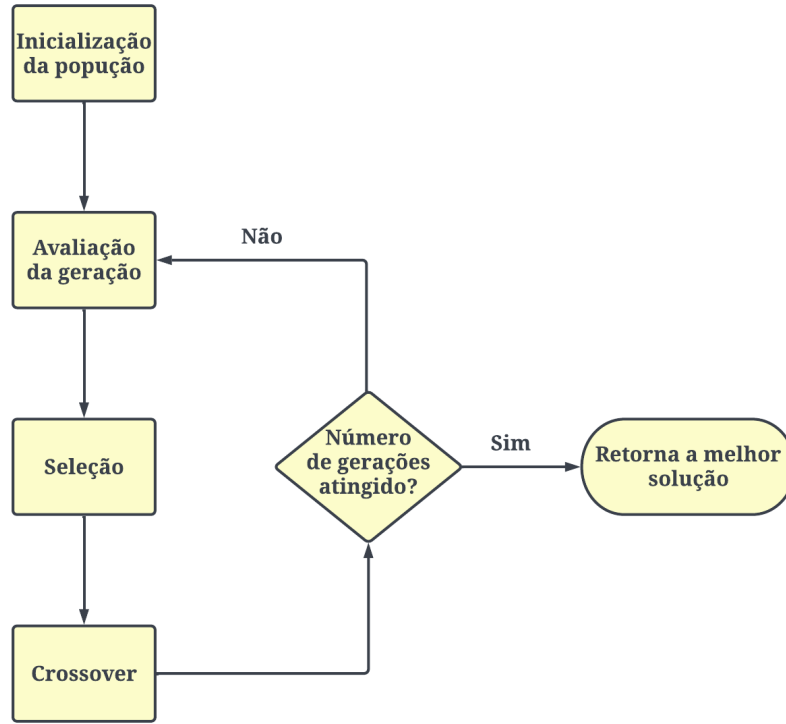 Inicialização
da popução
Avaliação
da geração
Não
Seleção
Número
de gerações
atingido?
Sim
Retorna a melhor
solução
Crossover